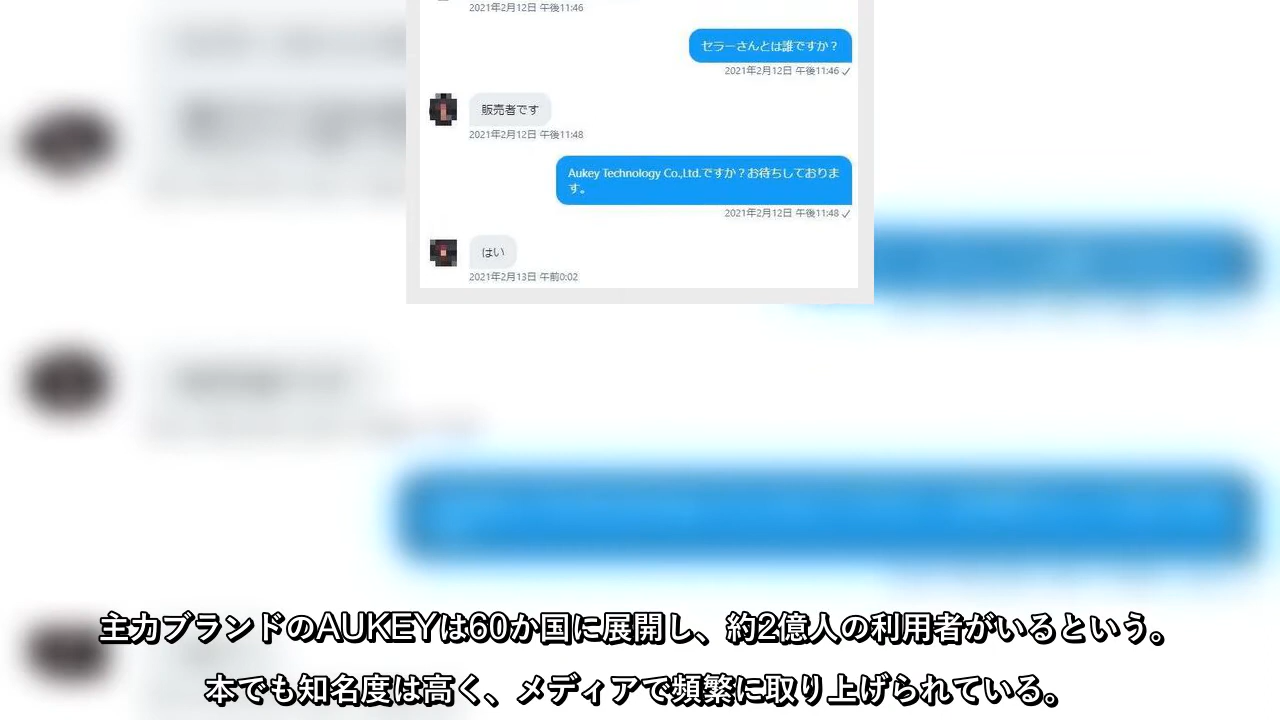 2021年2月12日 午後11:46
セラーさんとは誰ですか？
2021年2月12日 午後11:46
販売者です
2021年2月12日 午後11:48
Aukey Technology Co.,Ltd.ですか？お待ちしておりま
す。
2021年2月12日 午後11:48
はい
2021年2月13日 午前0:02
主力ブランドのAUKEYは60か国に展開し、約2億人の利用者がいるという。
本でも知名度は高く、メディアで頻繁に取り上げられている。